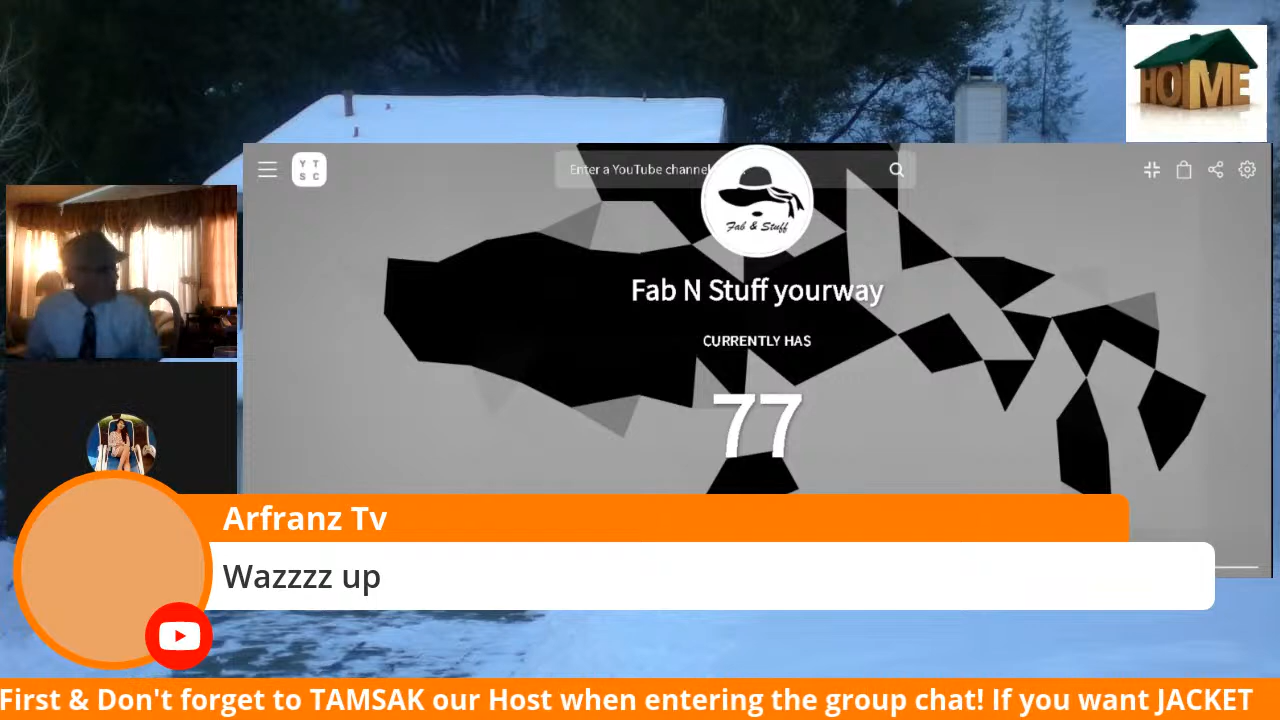 HOME
Y T
S C
Enter a YouTube channel
Fab & Stuff
Fab N Stuff yourway
CURRENTLY HAS
77
Arfranz Tv
Wazzzz up
First & Don't forget to TAMSAK our Host when entering the group chat! If you want JACKET